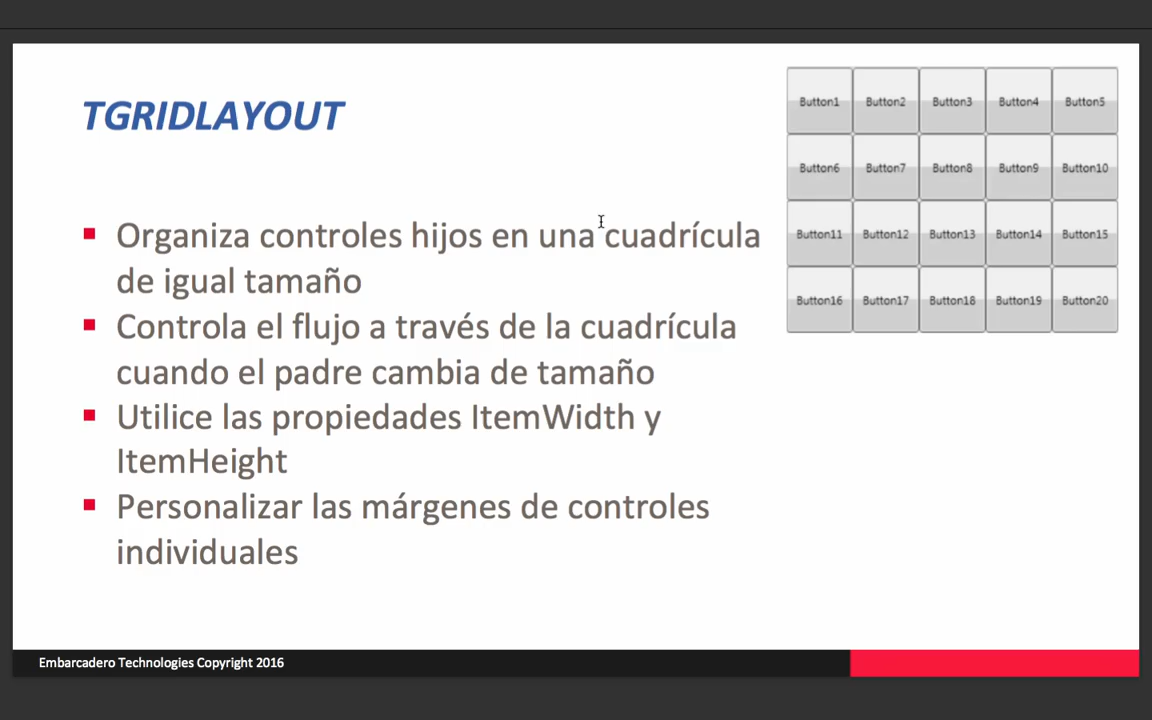 TGRIDLAYOUT
Organiza controles hijos en una cuadrícula
de igual tamaño
Controla el flujo a través de la cuadrícula
cuando el padre cambia de tamaño
Utilice las propiedades ItemWidth y
ItemHeight
Personalizar las márgenes de controles
individuales
Button1 Button2 Button3 Button4 Button5
Button6 Button7 Button8 Button9 Button10
Button11 Button12 Button13 Button14 Button15
Button16 Button17 Button18 Button19 Button20
Embarcadero Technologies Copyright 2016